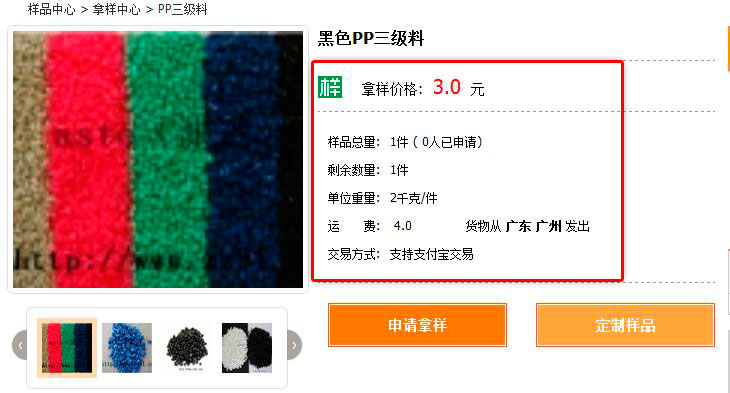 样品中心 > 拿样中心 > PP三级料
黑色PP三级料
样 拿样价格： 3.0 元
样品总量： 1件 ( 0人已申请)
剩余数量： 1件
单位重量： 2千克/件
运 费： 4.0 货物从 广东 广州 发出
交易方式： 支持支付宝交易
申请拿样 定制样品